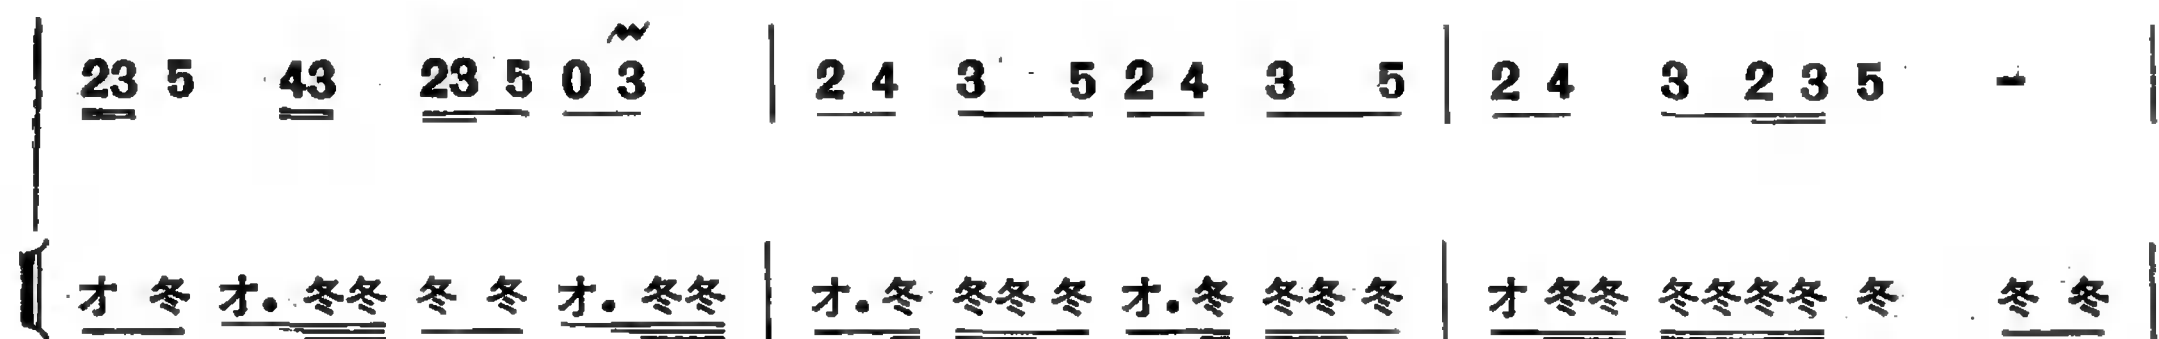 23 5 43 23 5 0 3 | 2 4 3 5 2 4 3 5 | 2 4 3 2 3 5 - |
才 冬 才. 冬冬 冬 冬 才. 冬冬 | 才. 冬 冬冬 冬 才. 冬 冬冬 冬 | 才 冬冬 冬冬冬冬 冬 冬 冬 |